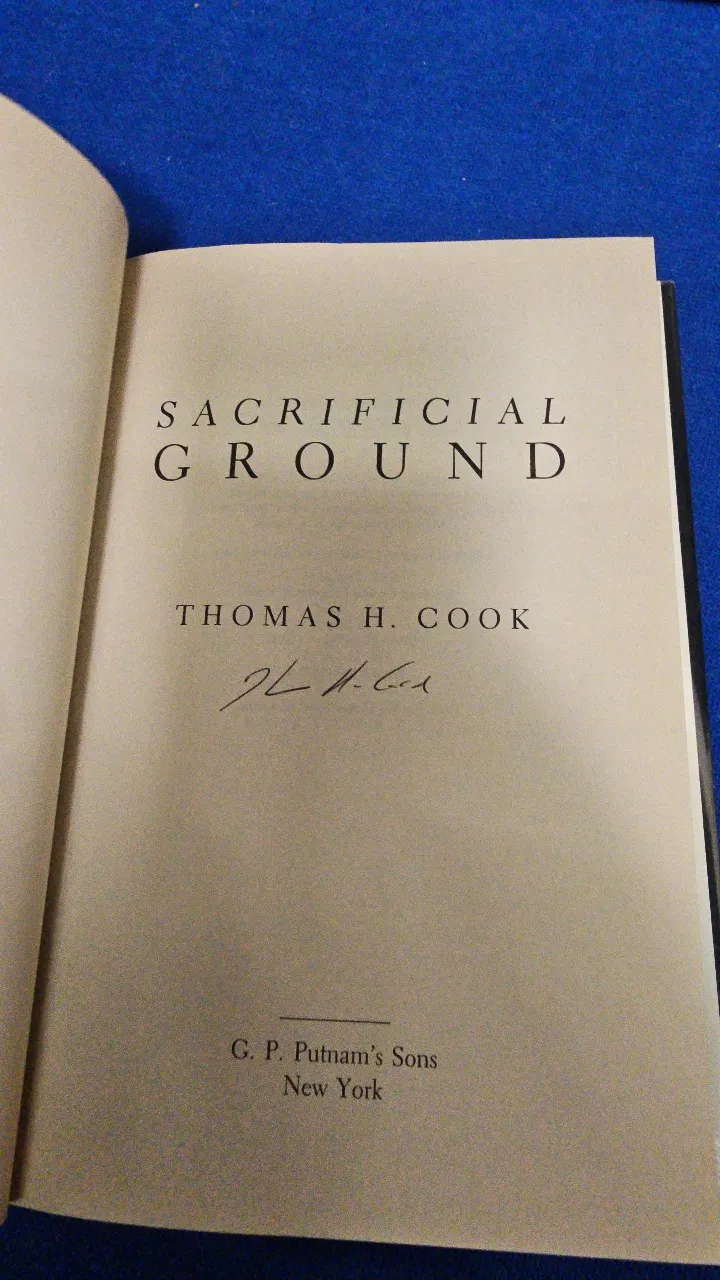 SACRIFICIAL
GROUND
THOMAS H. COOK
G. P. Putnam's Sons
New York